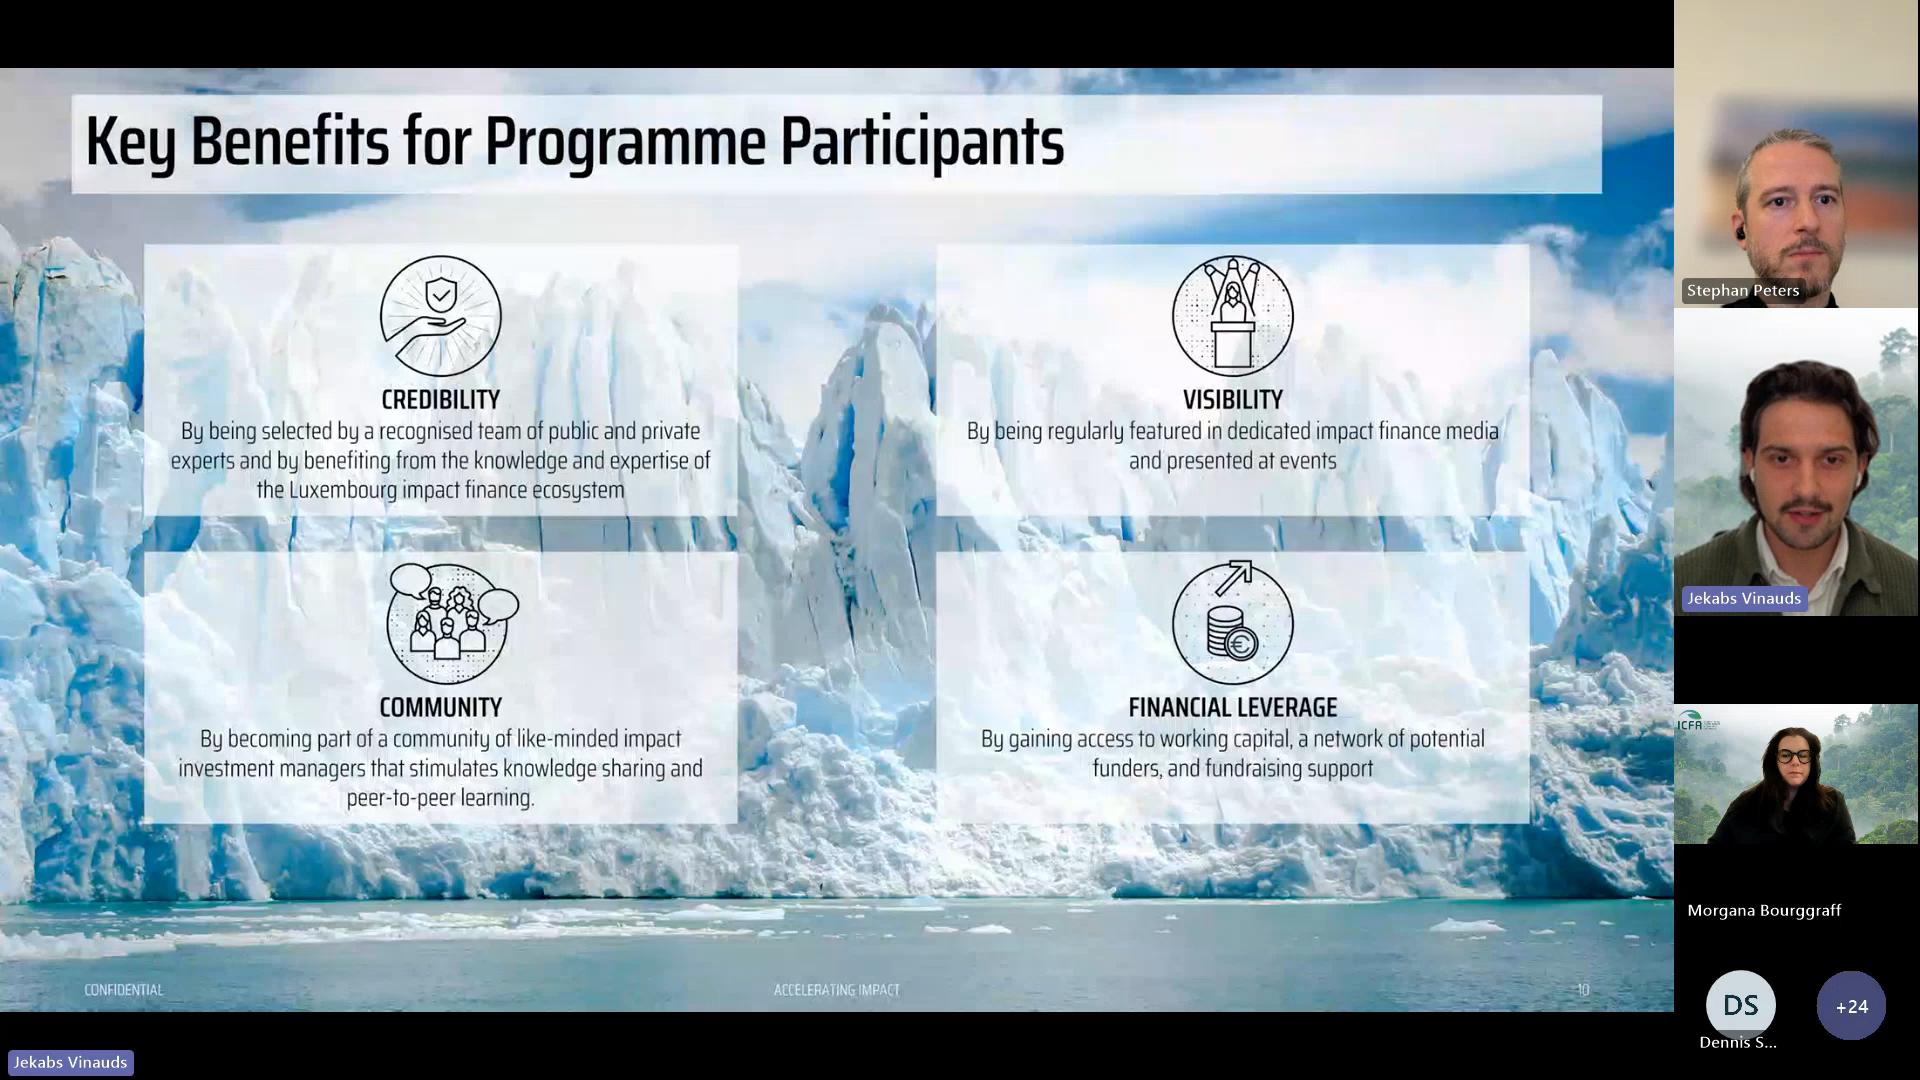 Key Benefits for Programme Participants
CREDIBILITY
By being selected by a recognised team of public and private
experts and by benefiting from the knowledge and expertise of
the Luxembourg impact finance ecosystem
VISIBILITY
By being regularly featured in dedicated impact finance media
and presented at events
COMMUNITY
By becoming part of a community of like-minded impact
investment managers that stimulates knowledge sharing and
peer-to-peer learning.
FINANCIAL LEVERAGE
By gaining access to working capital, a network of potential
funders, and fundraising support
CONFIDENTIAL
ACCELERATING IMPACT
10
Jekabs Vinauds
Stephan Peters
Jekabs Vinauds
ICFA
Morgana Bourggraff
DS
Dennis S...
+24